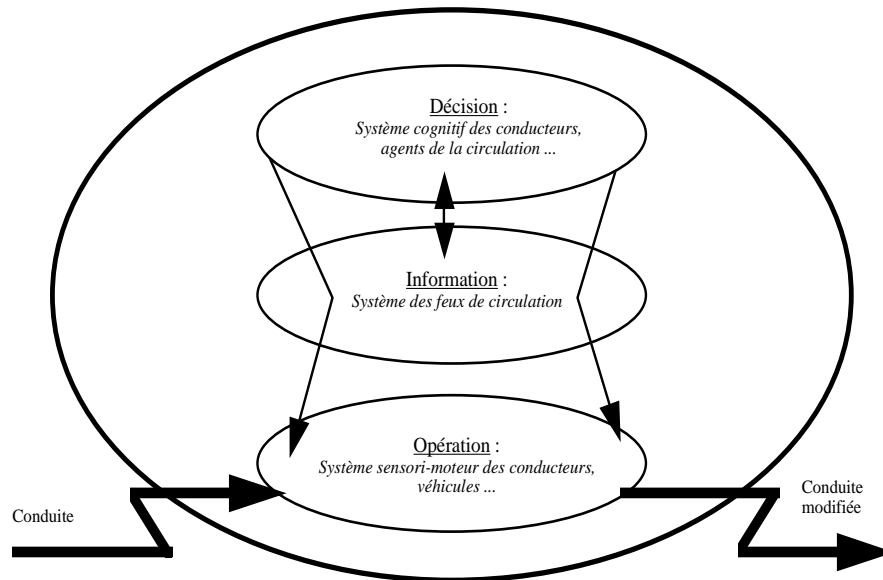 Décision :
Système cognitif des conducteurs,
agents de la circulation ...
Information :
Système des feux de circulation
Opération :
Système sensori-moteur des conducteurs,
véhicules ...
Conduite
Conduite
modifiée